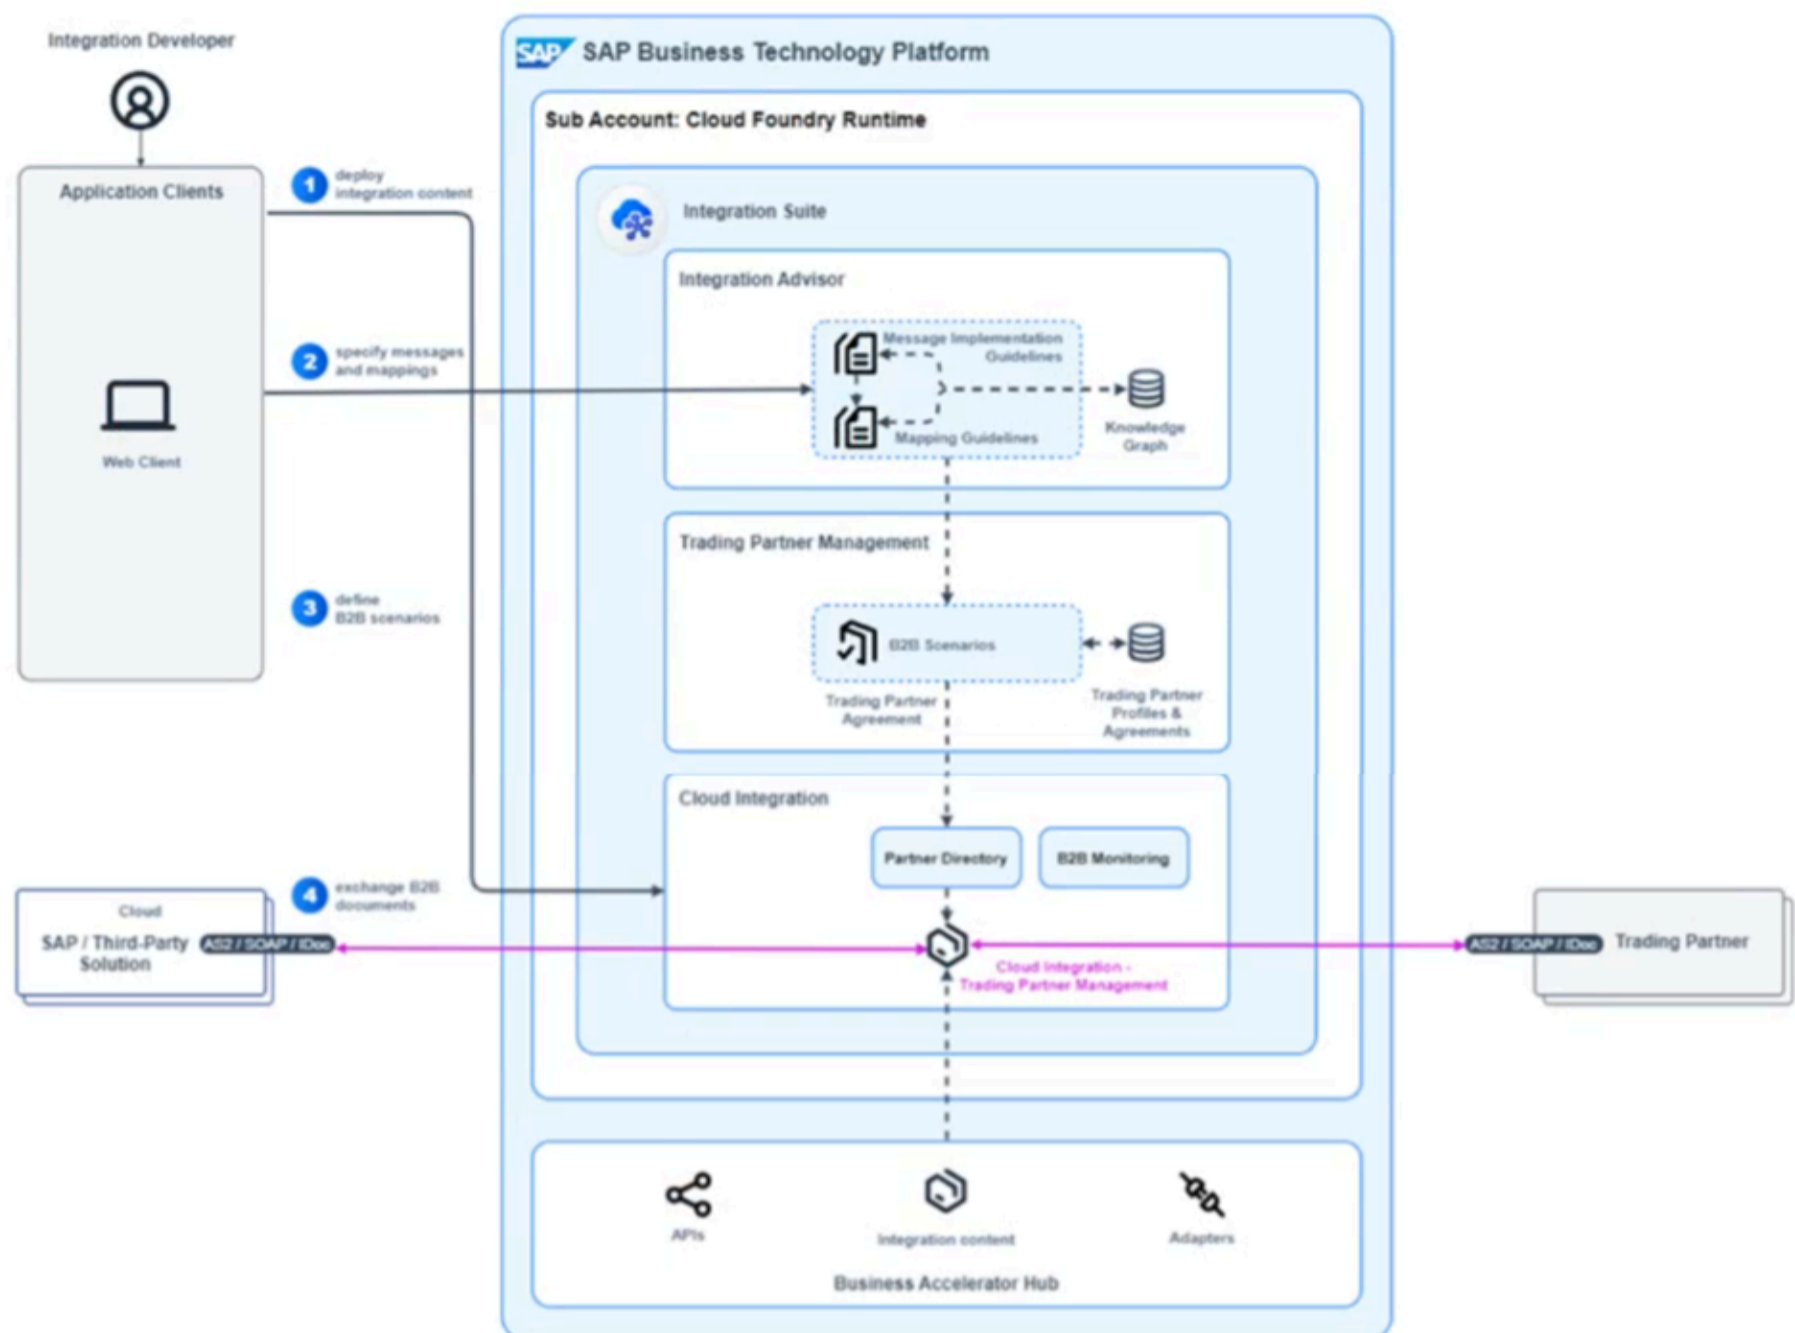 Integration Developer
SAP SAP Business Technology Platform
Sub Account: Cloud Foundry Runtime
Application Clients
1 deploy
integration content
Integration Suite
Integration Advisor
2 specify messages
and mappings
Message Implementation
Guidelines
Mapping Guidelines
Knowledge
Graph
Web Client
Trading Partner Management
3 define
B2B scenarios
B2B Scenarios
Trading Partner
Agreement
Trading Partner
Profiles &
Agreements
Cloud Integration
Partner Directory
B2B Monitoring
4 exchange B2B
documents
Cloud
SAP / Third-Party
Solution
AS2 / SOAP / IDoc
Cloud Integration -
Trading Partner Management
AS2 / SOAP / IDoc
Trading Partner
APIs
Integration content
Adapters
Business Accelerator Hub